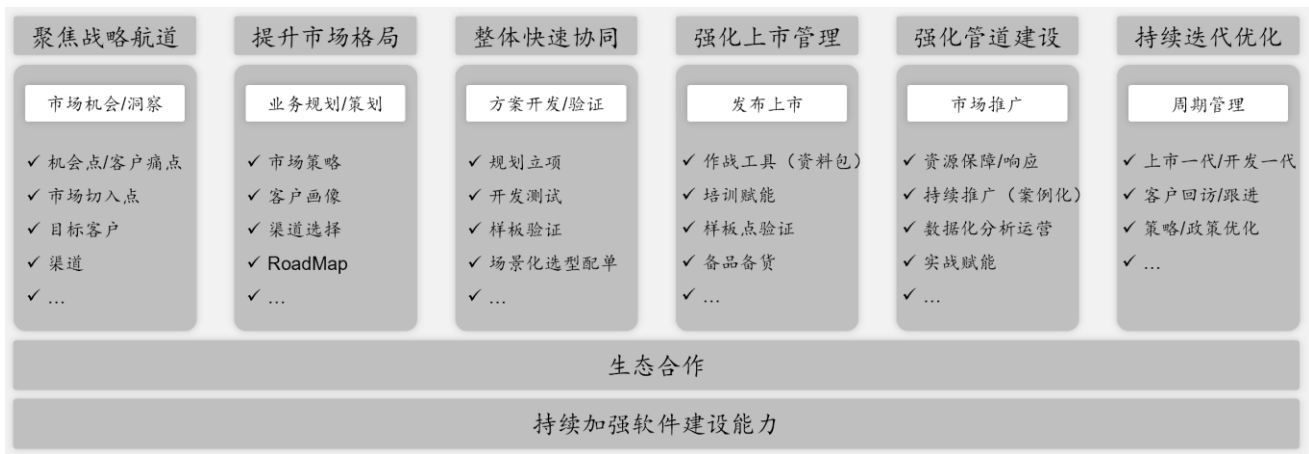 聚焦战略航道
提升市场格局
整体快速协同
强化上市管理
强化管道建设
持续迭代优化
市场机会/洞察
✓ 机会点/客户痛点
✓ 市场切入点
✓ 目标客户
✓ 渠道
✓ …
业务规划/策划
✓ 市场策略
✓ 客户画像
✓ 渠道选择
✓ RoadMap
✓ …
方案开发/验证
✓ 规划立项
✓ 开发测试
✓ 样板验证
✓ 场景化选型配单
✓ …
发布上市
✓ 作战工具（资料包）
✓ 培训赋能
✓ 样板点验证
✓ 备品备货
✓ …
市场推广
✓ 资源保障/响应
✓ 持续推广（案例化）
✓ 数据化分析运营
✓ 实战赋能
✓ …
周期管理
✓ 上市一代/开发一代
✓ 客户回访/跟进
✓ 策略/政策优化
✓ …
生态合作
持续加强软件建设能力